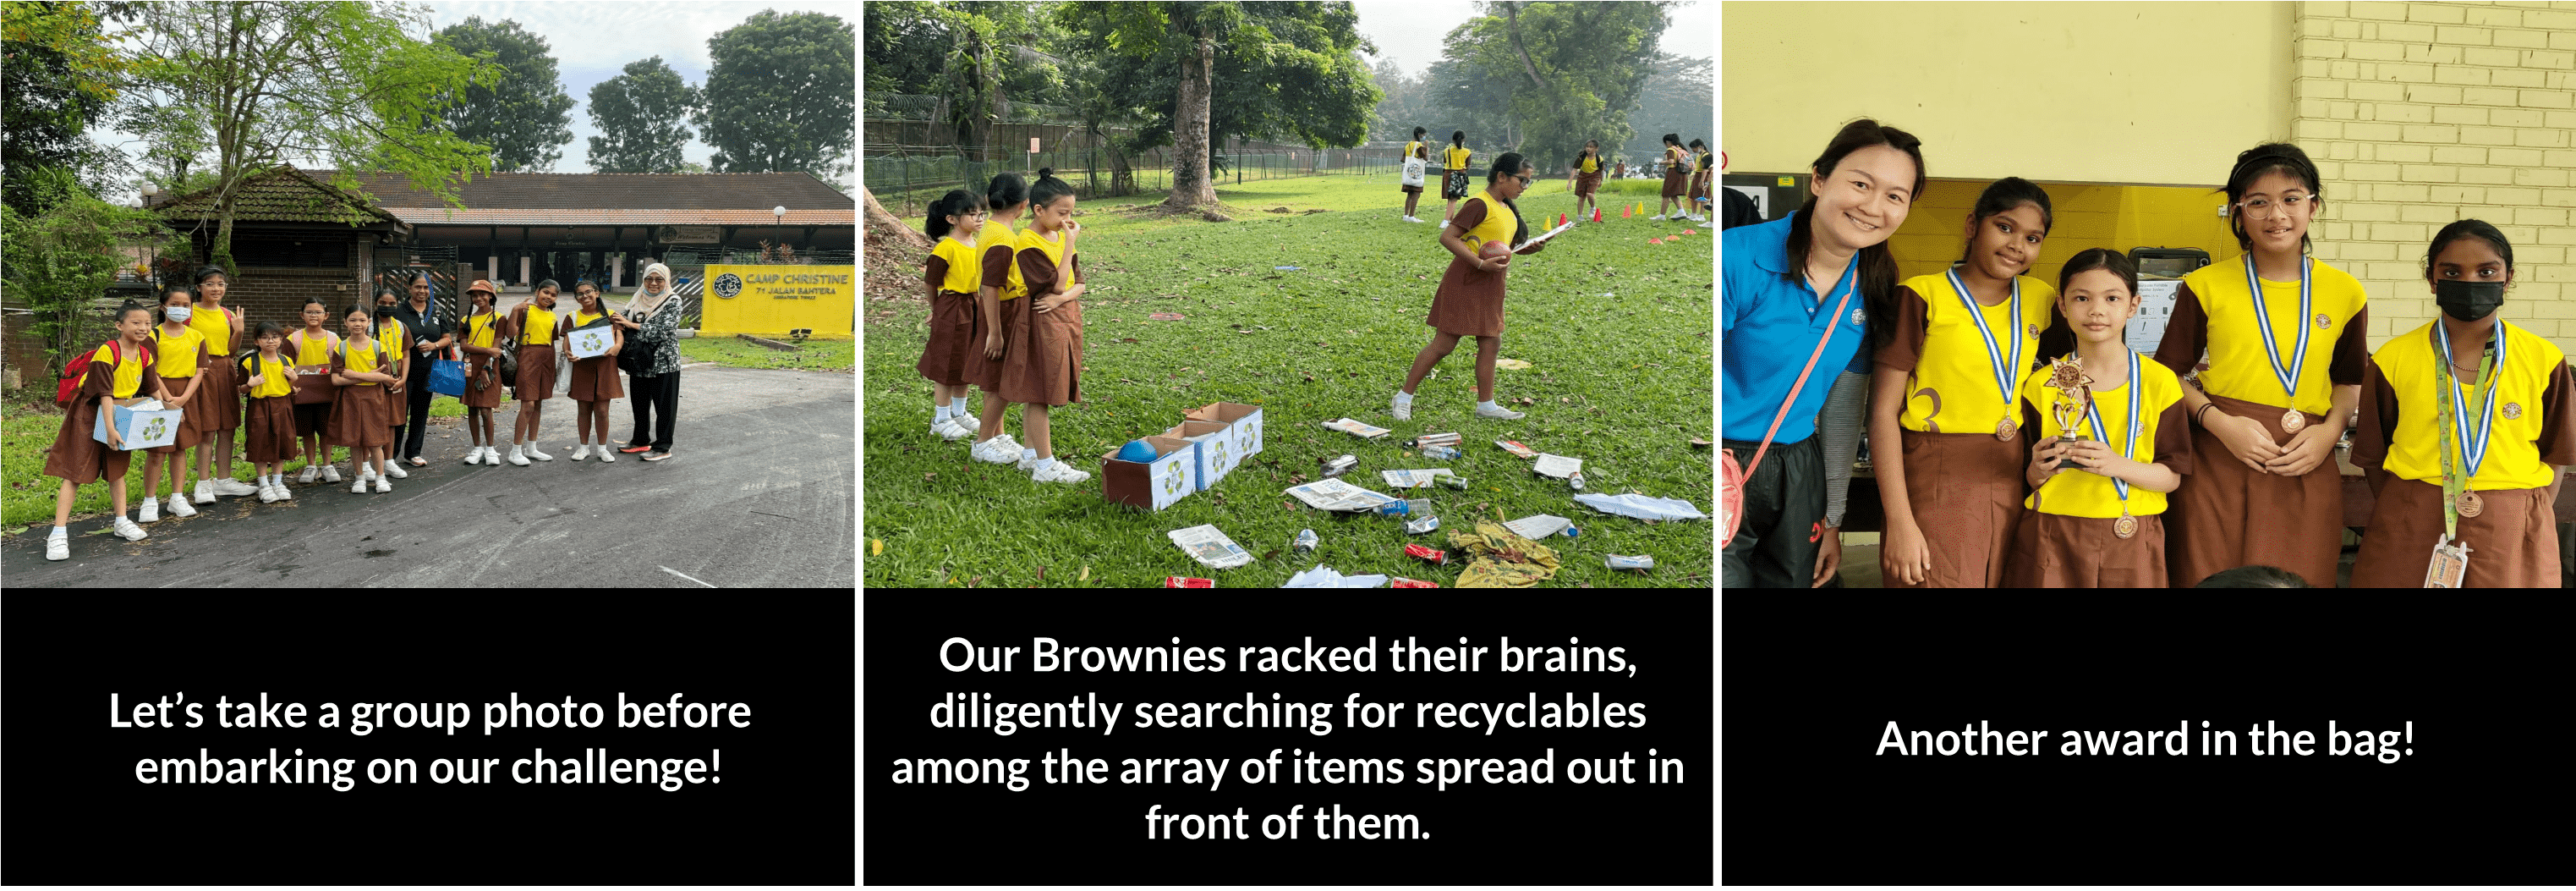 CAMP CHRISTINE
71 JALAN BAHTERA
Let’s take a group photo before
embarking on our challenge!
Our Brownies racked their brains,
diligently searching for recyclables
among the array of items spread out in
front of them.
Another award in the bag!